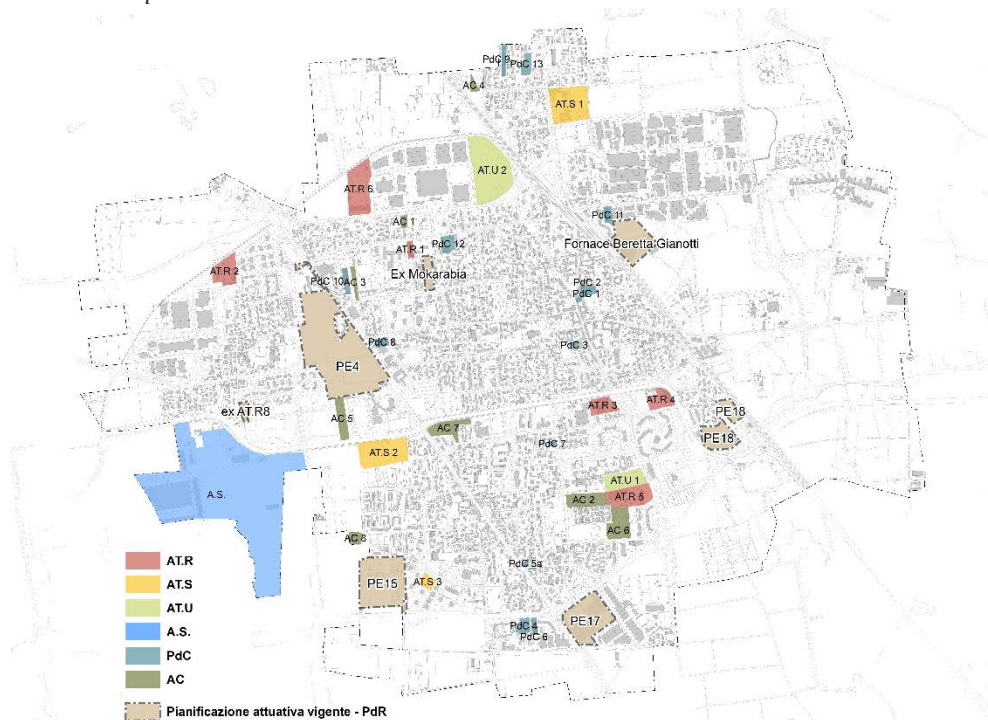 PdC 9
PdC 13
AC 4
AT.S 1
AT.U 2
AT.R 6
PdC 11
AC 1
Fornace Beretta Gianotti
AT.R 1
PdC 12
AT.R 2
Ex Mokarabia
PdC 10
AC 3
PdC 2
PdC 1
PdC 8
PdC 3
PE4
AT.R 4
AT.R 3
ex AT.R8
AC 5
PE18
AC 7
PE18
PdC 7
AT.S 2
AT.U 1
A.S.
AC 2
AT.R 5
AC 6
AC 8
PdC 5a
AT.R
PE15
AT.S 3
AT.S
AT.U
PdC 4
PE17
A.S.
PdC 6
PdC
AC
Pianificazione attuativa vigente - PdR